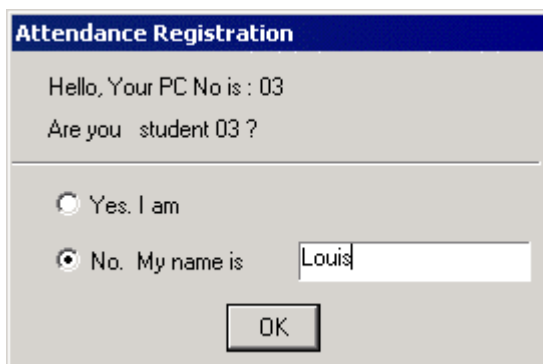 Attendance Registration
Hello, Your PC No is : 03
Are you student 03 ?
Yes. I am
No. My name is Louis
OK